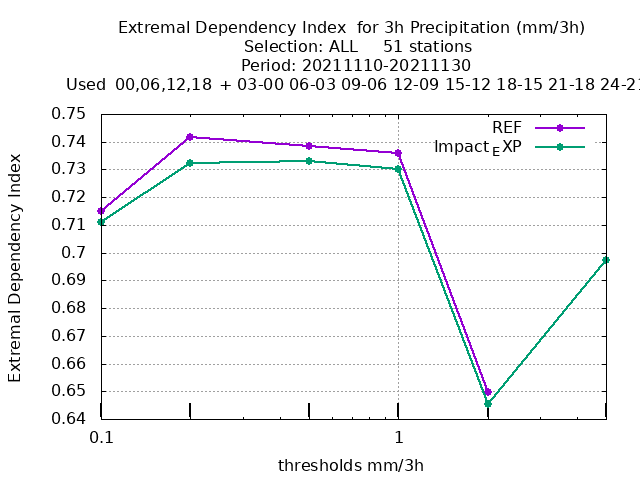 Extremal Dependency Index  for 3h Precipitation (mm/3h)
Selection: ALL     51 stations
Period: 20211110-20211130
Used  00,06,12,18  + 03-00 06-03 09-06 12-09  15-12 18-15 21-18 24-21
0.75
REF
0.74
Impact_EXP
0.73
0.72
0.71
0.7
0.69
0.68
0.67
0.66
0.65
0.64
Extremal Dependency Index
0.1
1
thresholds mm/3h